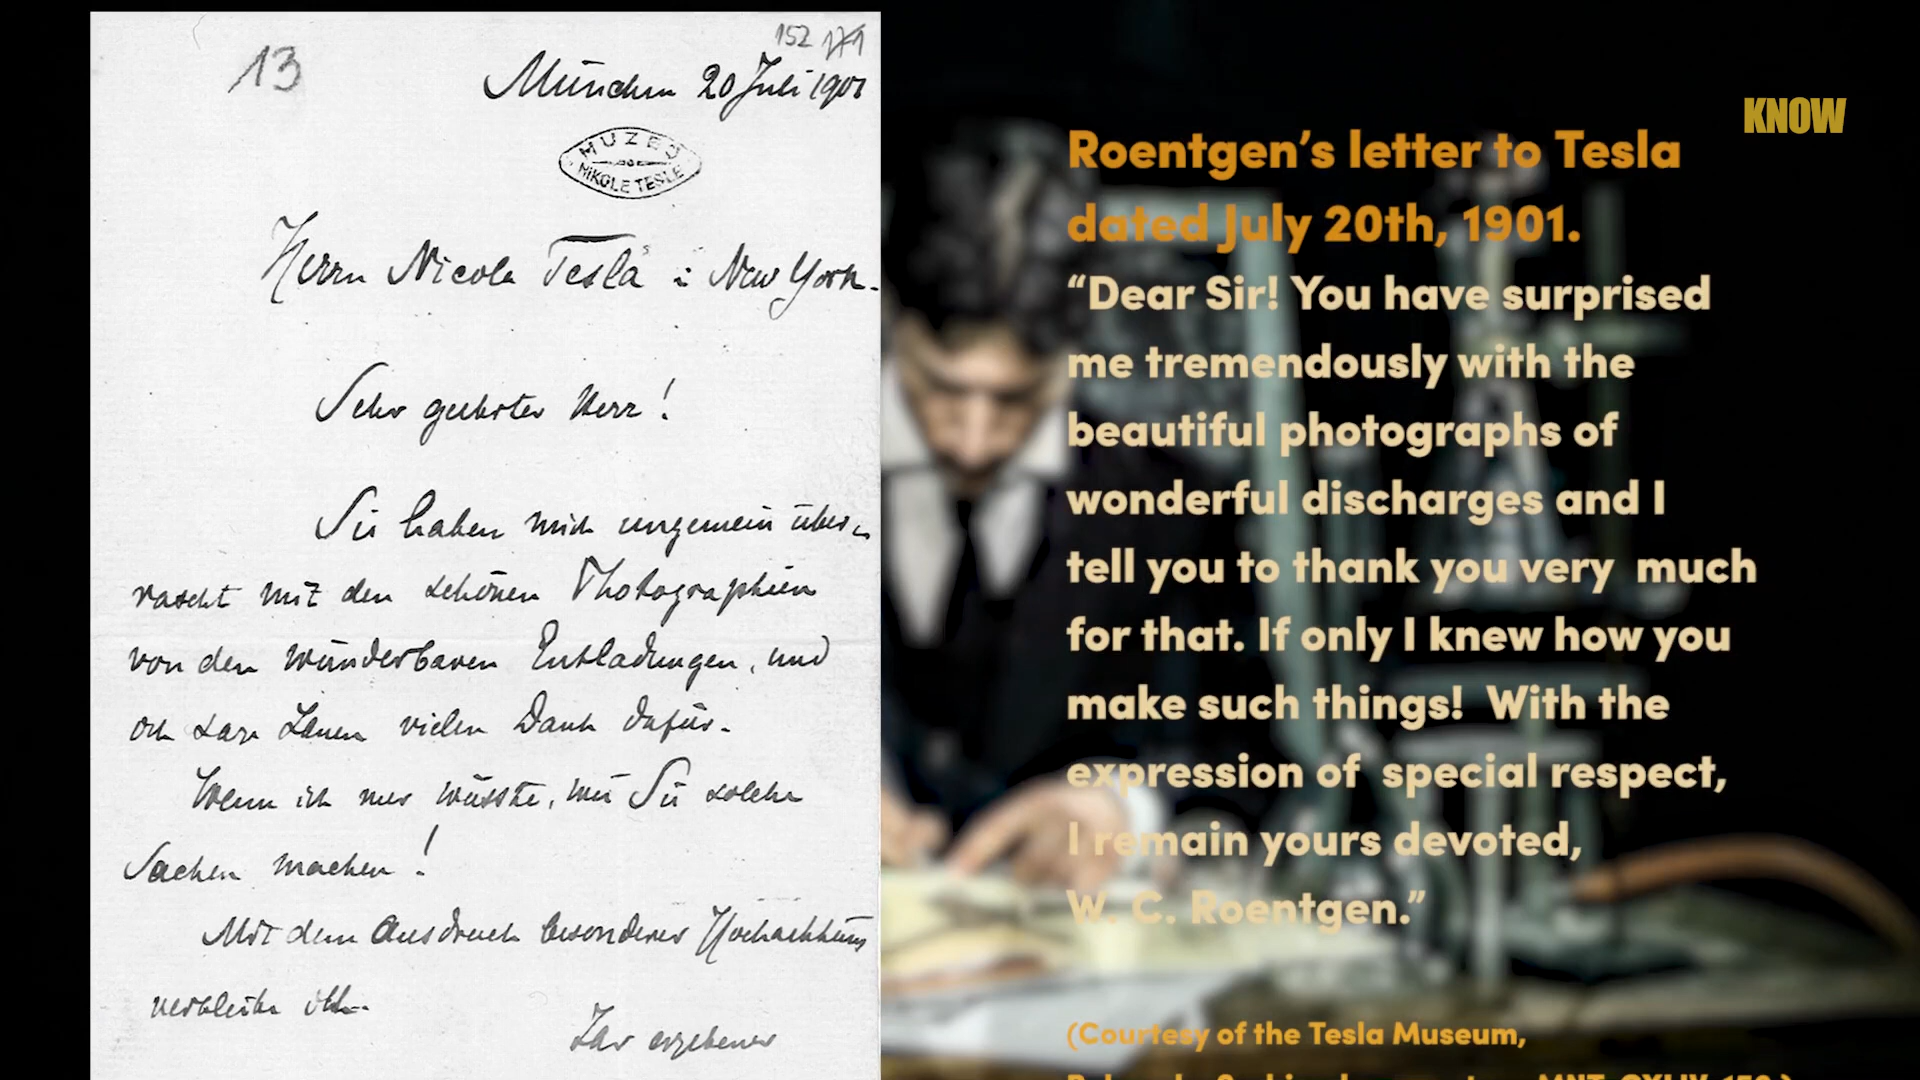 13
152 171
München 20 Juli 1901
MUZEJ
NIKOLE TESLE
Herrn Nicola Tesla in New York.
Sehr geehrter Herr!
Sie haben mich ungemein über-
rascht mit den schönen Photographien
von den wunderbaren Entladungen, und
ich sage Ihnen vielen Dank dafür.
Wenn ich nur wüsste, wie Sie solche
Sachen machen!
Mit dem Ausdruck besonderer Hochachtung
verbleibe ich
Ihr ergebener
KNOW
Roentgen’s letter to Tesla
dated July 20th, 1901.
“Dear Sir! You have surprised
me tremendously with the
beautiful photographs of
wonderful discharges and I
tell you to thank you very much
for that. If only I knew how you
make such things! With the
expression of special respect,
I remain yours devoted,
W. C. Roentgen.”
(Courtesy of the Tesla Museum,